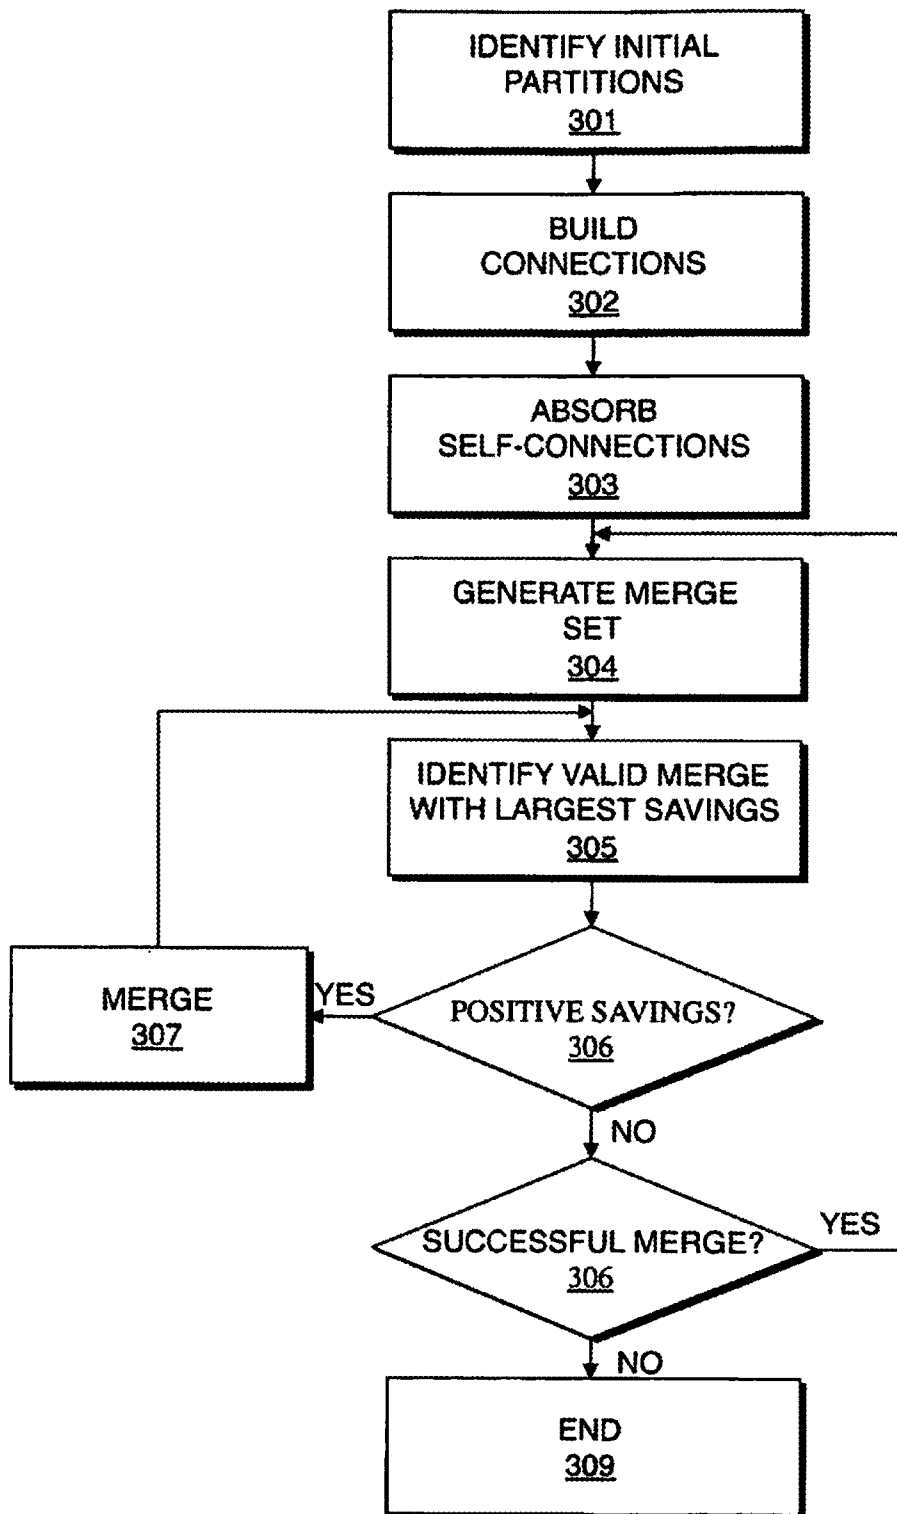 IDENTIFY INITIAL
PARTITIONS
301
BUILD
CONNECTIONS
302
ABSORB
SELF-CONNECTIONS
303
GENERATE MERGE
SET
304
IDENTIFY VALID MERGE
WITH LARGEST SAVINGS
305
MERGE
307
YES
POSITIVE SAVINGS?
306
NO
SUCCESSFUL MERGE?
306
YES
NO
END
309